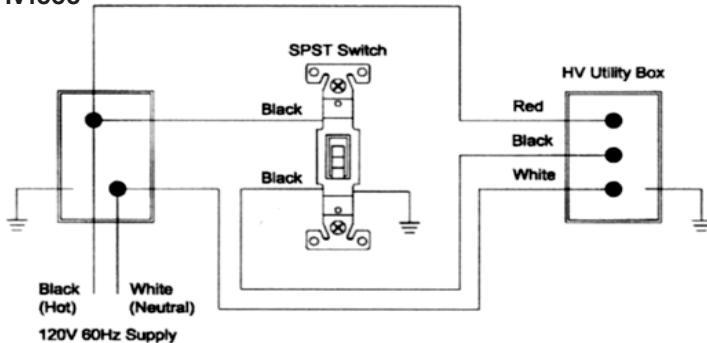 SPST Switch
HV Utility Box
Black
Red
Black
White
Black
Black
(Hot)
White
(Neutral)
120V 60Hz Supply